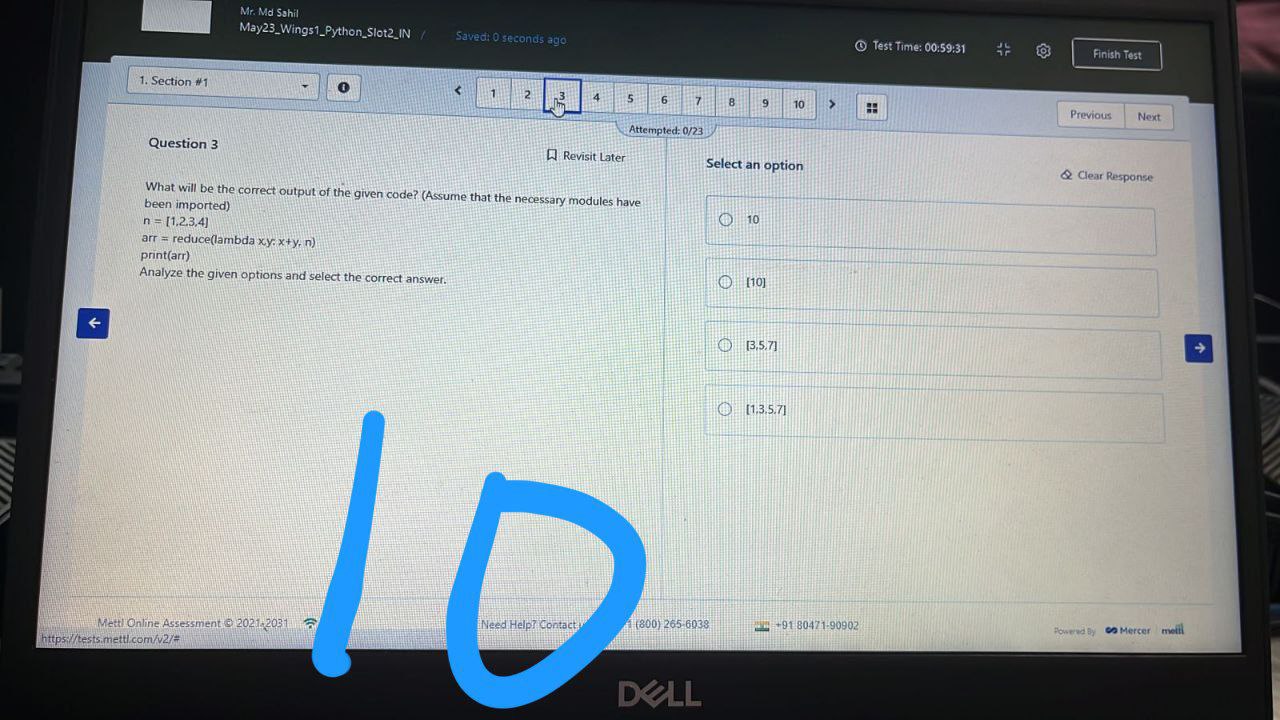 Mr. Md Sahil
May23_Wings1_Python_Slot2_IN /
Saved: 0 seconds ago
Test Time: 00:59:31
Finish Test
1. Section #1
1 2 3 4 5 6 7 8 9 10
Previous
Next
Attempted: 0/23
Question 3
Revisit Later
What will be the correct output of the given code? (Assume that the necessary modules have
been imported)
n = [1,2,3,4]
arr = reduce(lambda x,y: x+y, n)
print(arr)
Analyze the given options and select the correct answer.
Select an option
Clear Response
10
[10]
[3,5,7]
[1,3,5,7]
10
Mettl Online Assessment © 2021-2031
Need Help? Contact
(800) 265-6038
+91 80471-90902
Powered By
Mercer | mettl
https://tests.mettl.com/v2/#
DELL